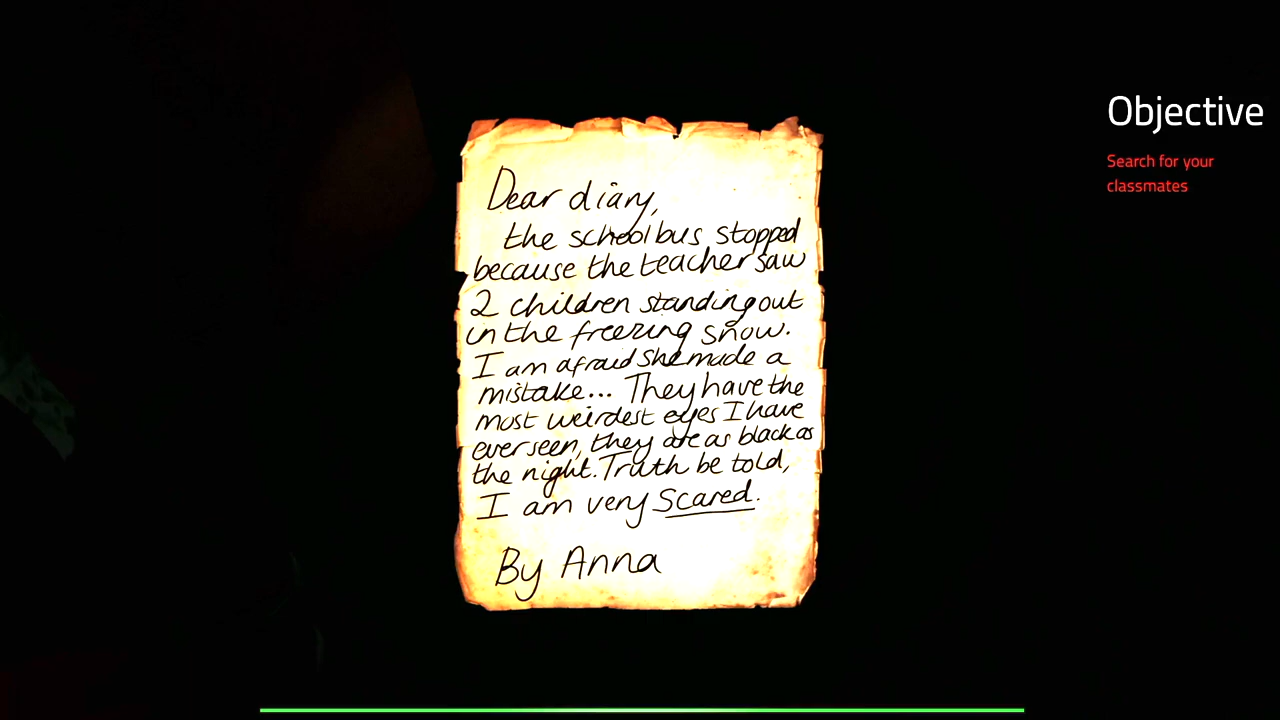 Dear diary,
the schoolbus stopped
because the teacher saw
2 children standing out
in the freezing snow.
I am afraid she made a
mistake... They have the
most weirdest eyes I have
ever seen, they are as black as
the night. Truth be told,
I am very scared.
By Anna
Objective
Search for your
classmates